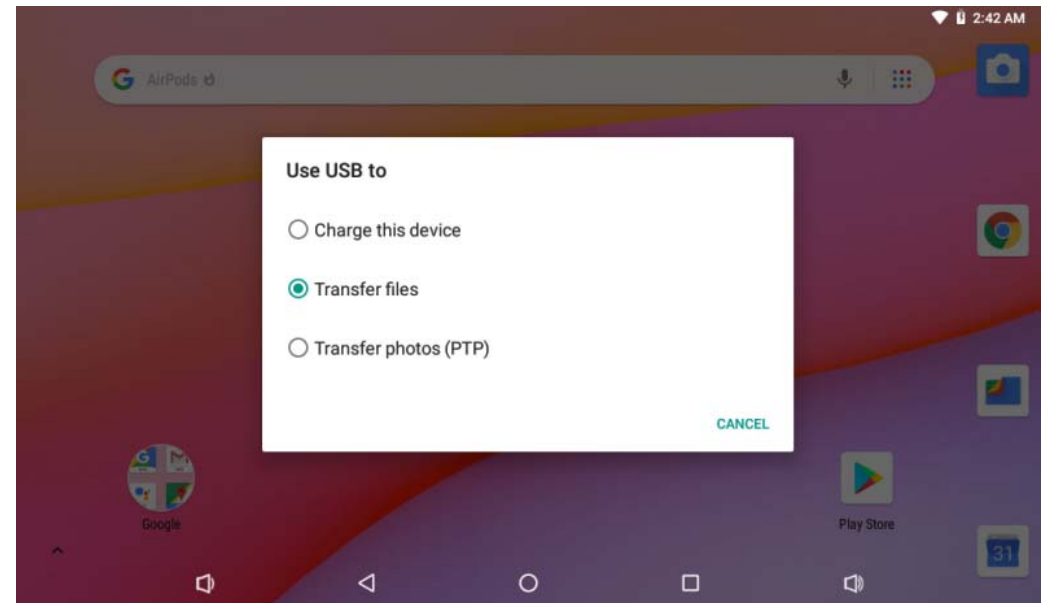 2:42 AM
G AirPods
Use USB to
Charge this device
Transfer files
Transfer photos (PTP)
CANCEL
G
M
Google
Play Store
31